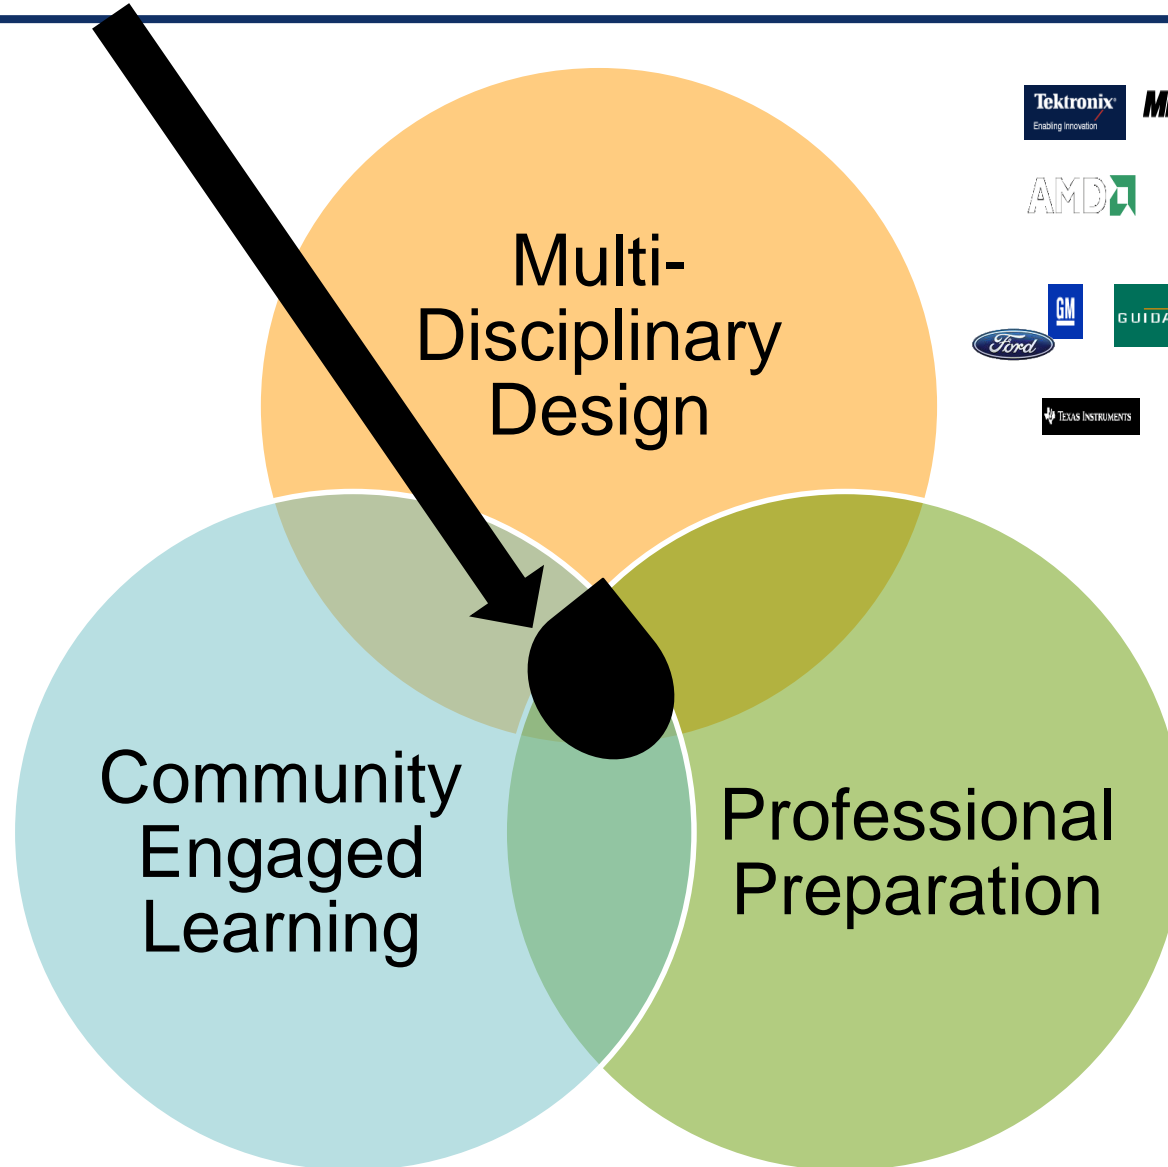 Tektronix
Enabling Innovation
AMD
GM
Ford
TEXAS INSTRUMENTS
Multi-
Disciplinary
Design
Community
Engaged
Learning
Professional
Preparation